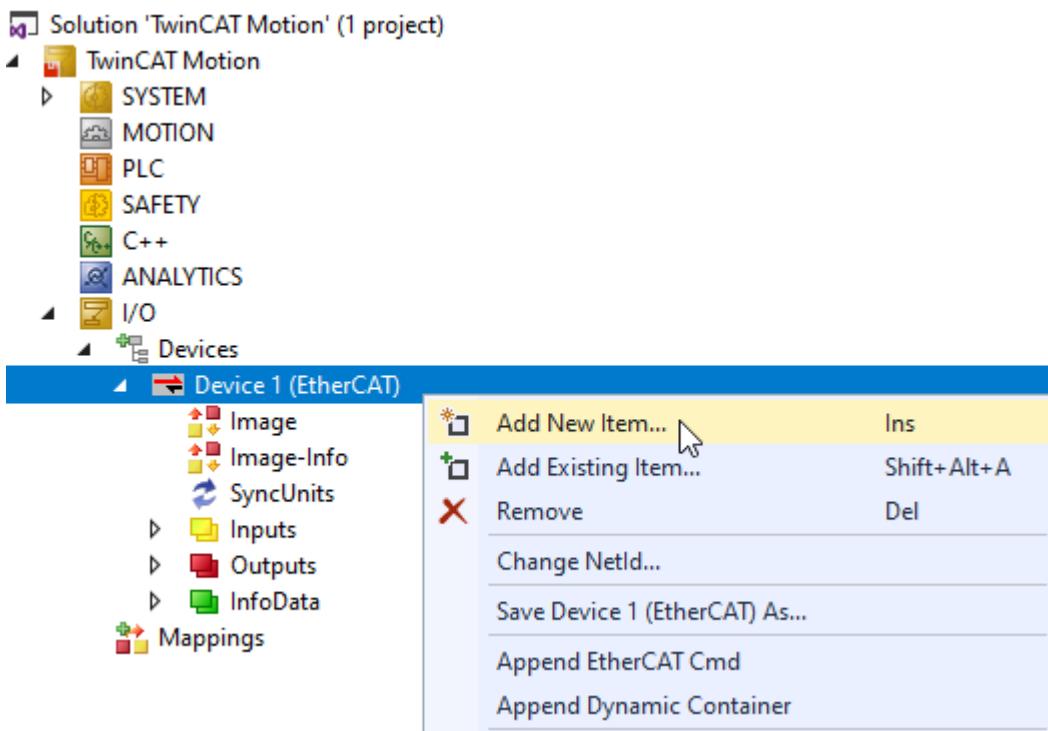 Solution 'TwinCAT Motion' (1 project)
TwinCAT Motion
SYSTEM
MOTION
PLC
SAFETY
C++
ANALYTICS
I/O
Devices
Device 1 (EtherCAT)
Image
Image-Info
SyncUnits
Inputs
Outputs
InfoData
Mappings
Add New Item... Ins
Add Existing Item... Shift+Alt+A
Remove Del
Change NetId...
Save Device 1 (EtherCAT) As...
Append EtherCAT Cmd
Append Dynamic Container